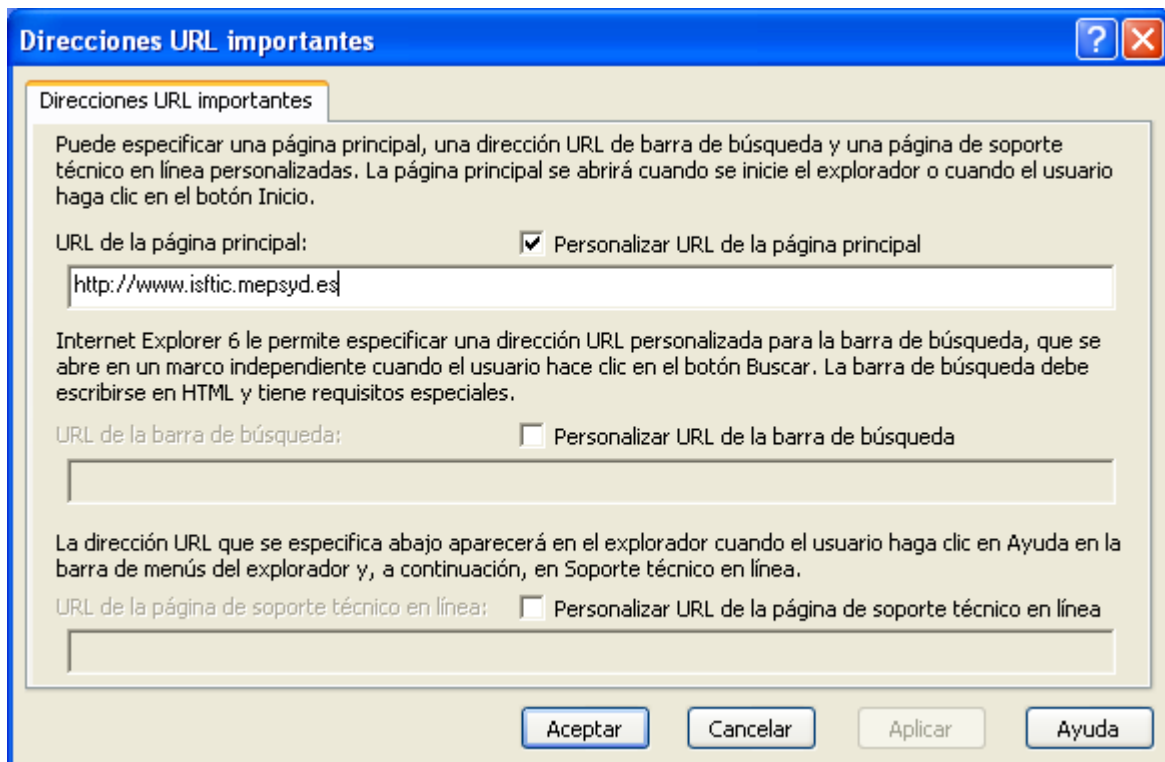 Direcciones URL importantes
Direcciones URL importantes
Puede especificar una página principal, una dirección URL de barra de búsqueda y una página de soporte
técnico en línea personalizadas. La página principal se abrirá cuando se inicie el explorador o cuando el usuario
haga clic en el botón Inicio.
URL de la página principal: Personalizar URL de la página principal
http://www.isftic.mepsyd.es
Internet Explorer 6 le permite especificar una dirección URL personalizada para la barra de búsqueda, que se
abre en un marco independiente cuando el usuario hace clic en el botón Buscar. La barra de búsqueda debe
escribirse en HTML y tiene requisitos especiales.
URL de la barra de búsqueda: Personalizar URL de la barra de búsqueda
La dirección URL que se especifica abajo aparecerá en el explorador cuando el usuario haga clic en Ayuda en la
barra de menús del explorador y, a continuación, en Soporte técnico en línea.
URL de la página de soporte técnico en línea: Personalizar URL de la página de soporte técnico en línea
Aceptar Cancelar Aplicar Ayuda